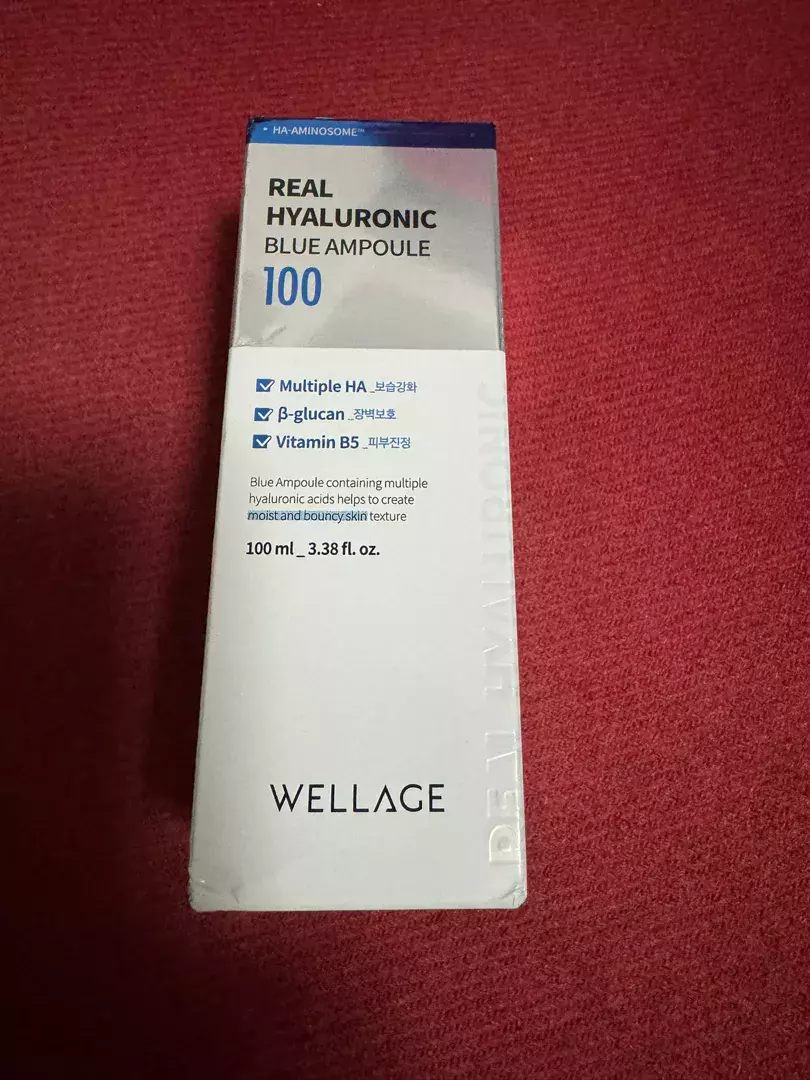 • HA-AMINOSOME™
REAL
HYALURONIC
BLUE AMPOULE
100
Multiple HA _보습강화
β-glucan _장벽보호
Vitamin B5 _피부진정
Blue Ampoule containing multiple
hyaluronic acids helps to create
moist and bouncy skin texture
100 ml _ 3.38 fl. oz.
WELLAGE
REAL HYALURONIC